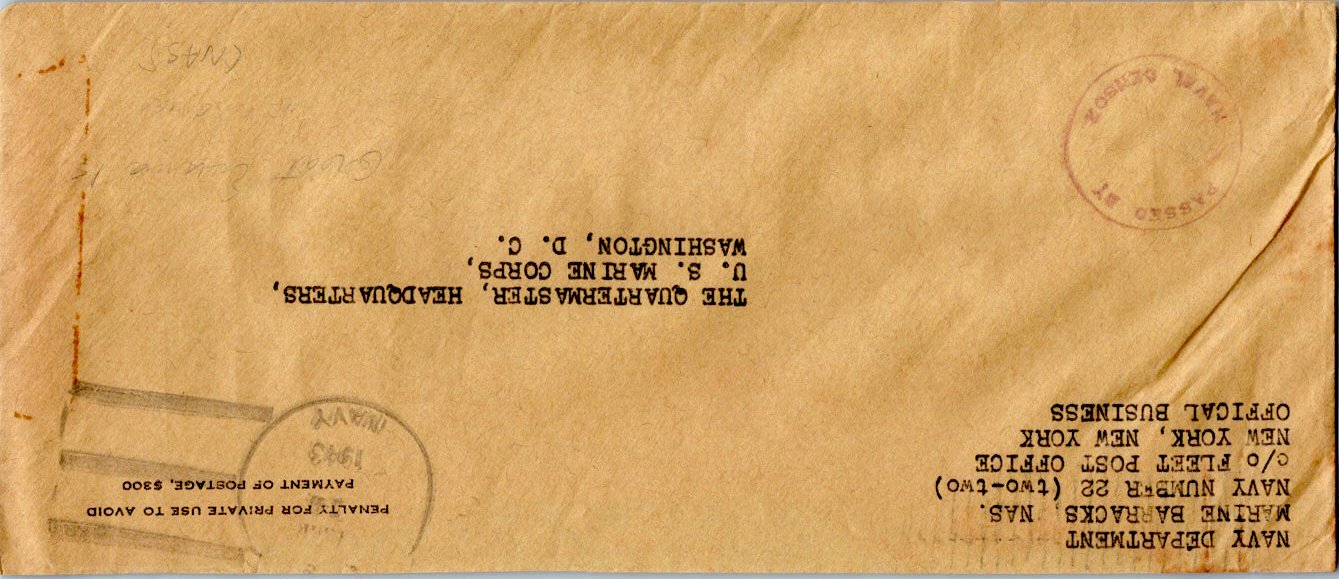 NAVY DEPARTMENT
MARINE BARRACKS, NAS.
NAVY NUMBER 22 (two-two)
c/o FLEET POST OFFICE
NEW YORK, NEW YORK
OFFICAL BUSINESS
PENALTY FOR PRIVATE USE TO AVOID
PAYMENT OF POSTAGE, $300
1943
NAVY
THE QUARTERMASTER, HEADQUARTERS,
U. S. MARINE CORPS,
WASHINGTON, D. C.
PASSED BY
NAVAL CENSOR
(NAS)